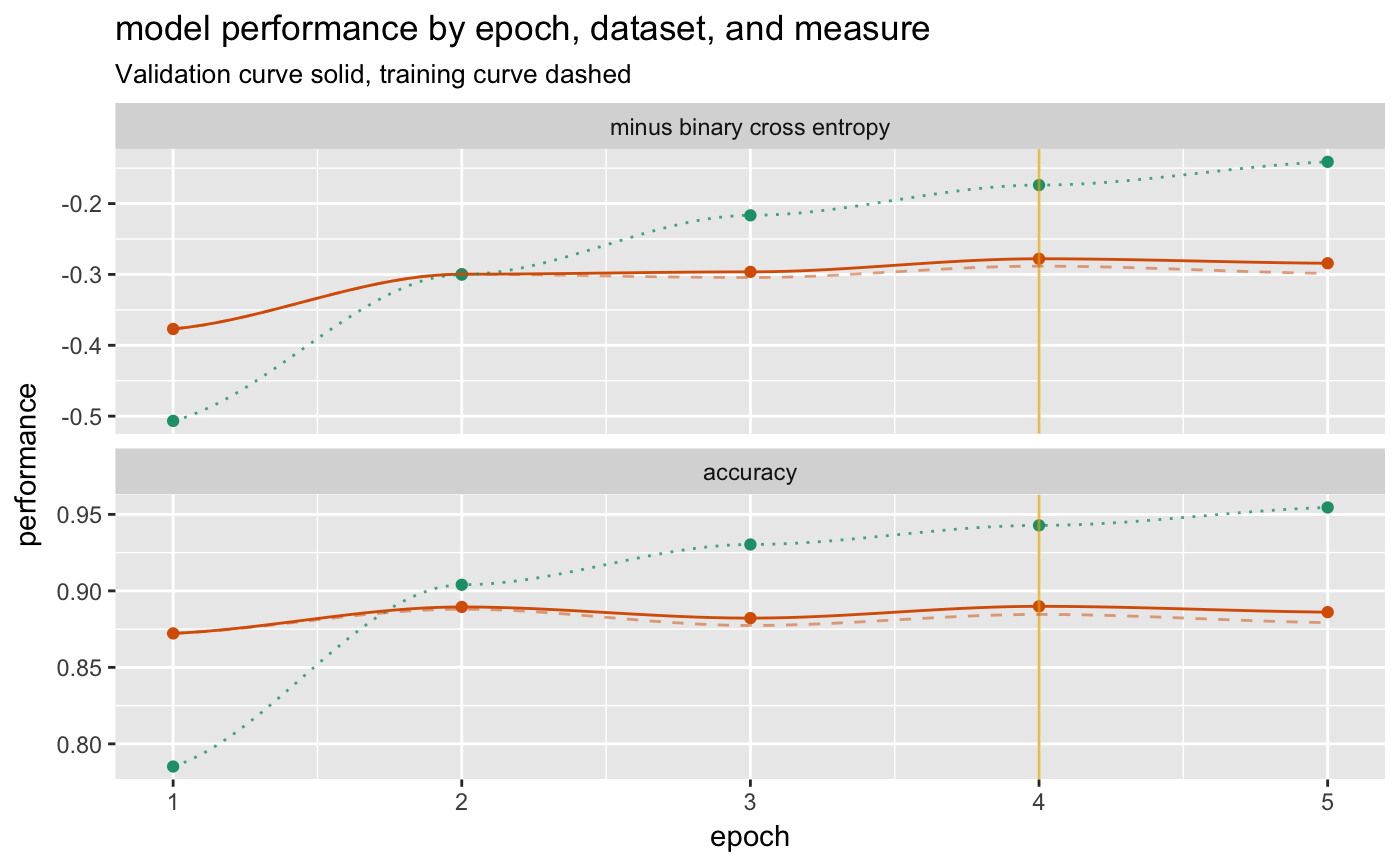 model performance by epoch, dataset, and measure
Validation curve solid, training curve dashed
minus binary cross entropy
-0.2
-0.3
-0.4
-0.5
performance
accuracy
0.95
0.90
0.85
0.80
1 2 3 4 5
epoch